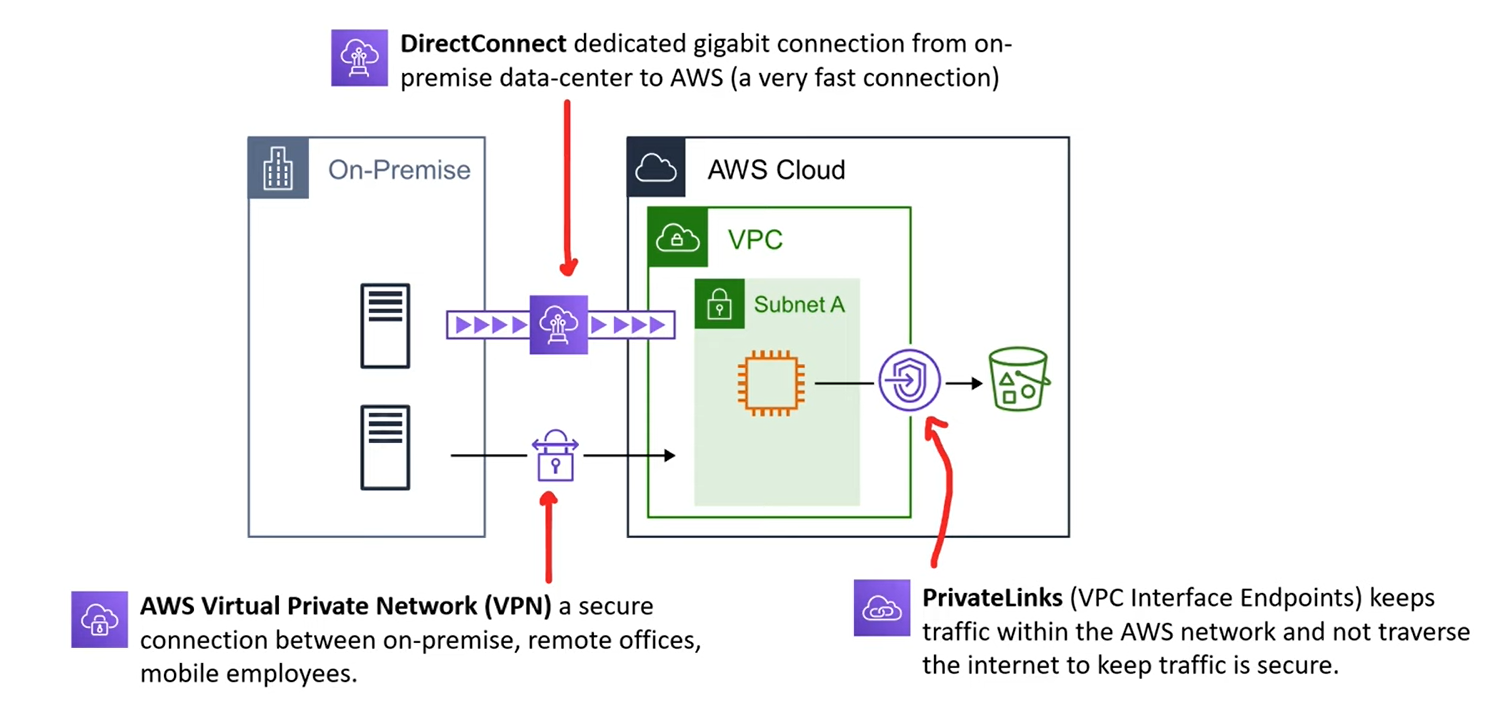 DirectConnect dedicated gigabit connection from on-
premise data-center to AWS (a very fast connection)
On-Premise
AWS Cloud
VPC
Subnet A
AWS Virtual Private Network (VPN) a secure
connection between on-premise, remote offices,
mobile employees.
PrivateLinks (VPC Interface Endpoints) keeps
traffic within the AWS network and not traverse
the internet to keep traffic is secure.